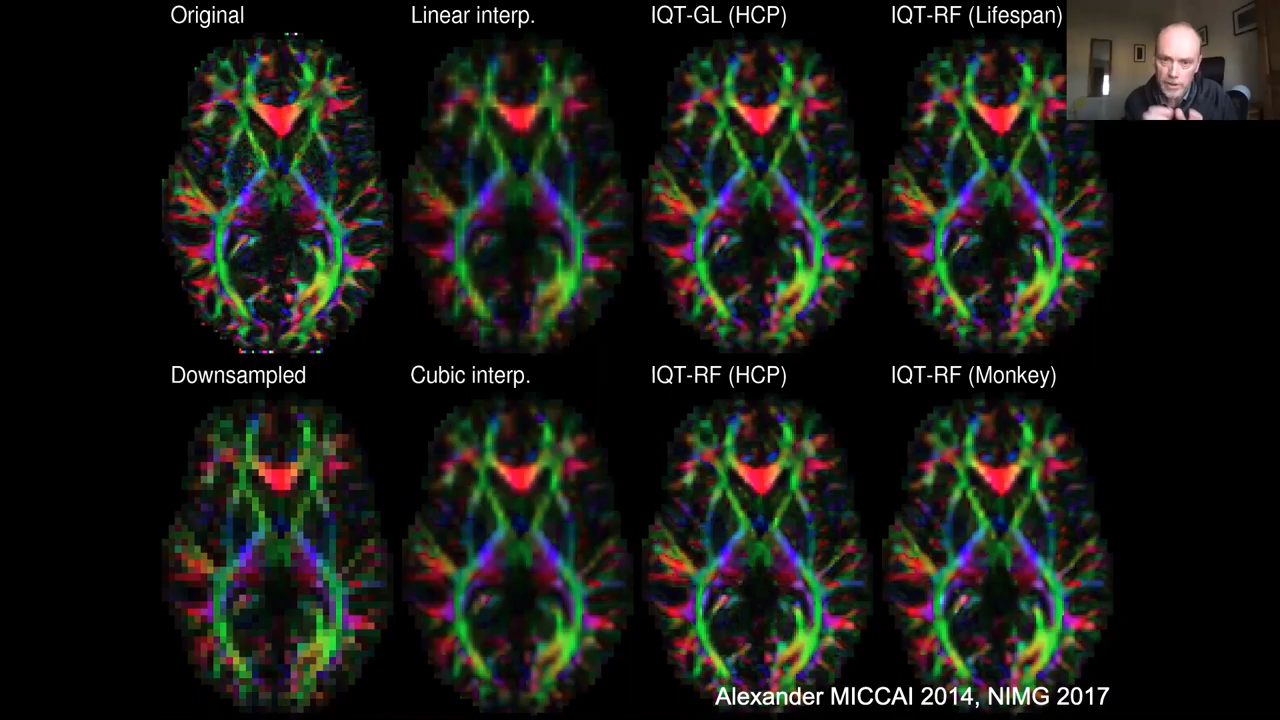 Original
Linear interp.
IQT-GL (HCP)
IQT-RF (Lifespan)
Downsampled
Cubic interp.
IQT-RF (HCP)
IQT-RF (Monkey)
Alexander MICCAI 2014, NIMG 2017